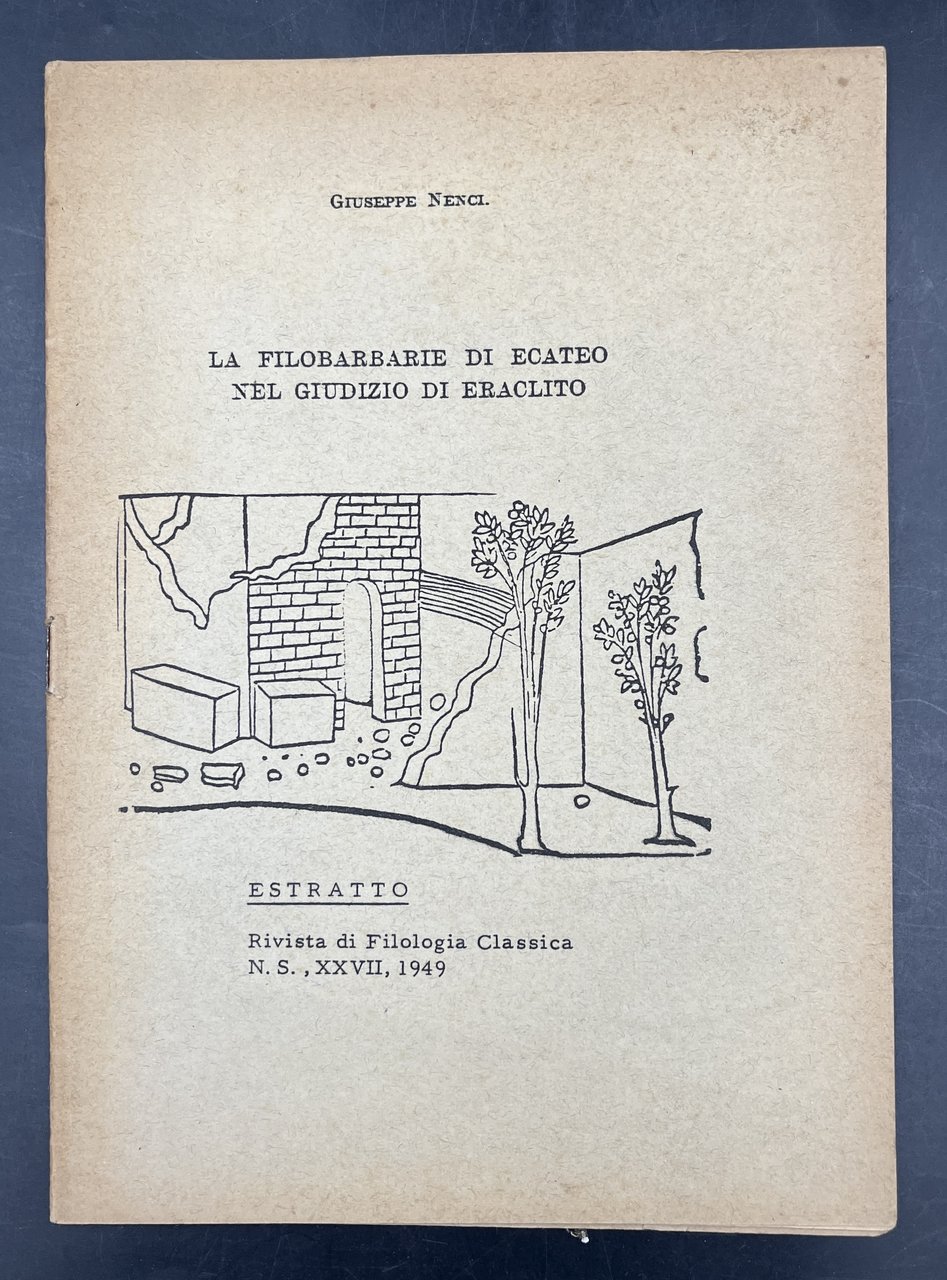 GIUSEPPE NENCI.
LA FILOBARBARIE DI ECATEO
NEL GIUDIZIO DI ERACLITO
ESTRATTO
Rivista di Filologia Classica
N. S. , XXVII, 1949